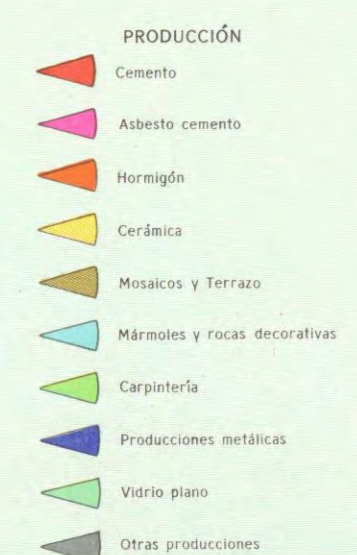 PRODUCCIÓN
Cemento
Asbesto cemento
Hormigón
Cerámica
Mosaicos y Terrazo
Mármoles y rocas decorativas
Carpintería
Producciones metálicas
Vidrio plano
Otras producciones